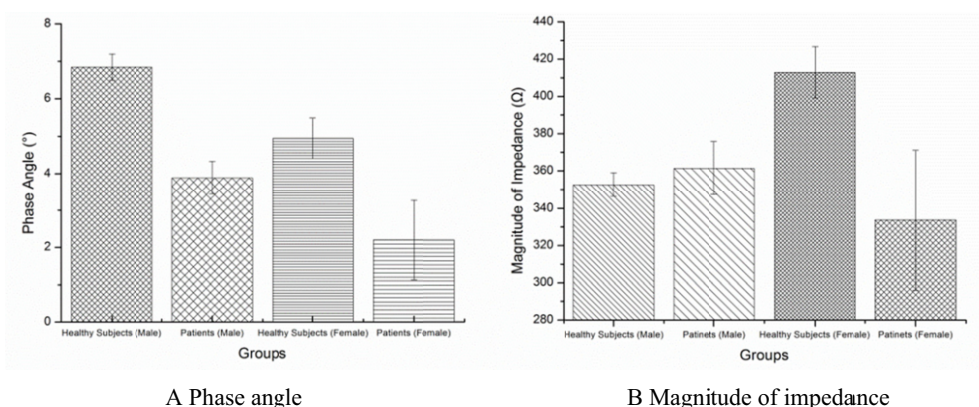 8
6
4
2
0
Phase Angle (°)
Healthy Subjects (Male) Patients (Male) Healthy Subjects (Female) Patients (Female)
Groups
A Phase angle
440
420
400
380
360
340
320
300
280
Magnitude of Impedance (Ω)
Healthy Subjects (Male) Patinets (Male) Healthy Subjects (Female) Patinets (Female)
Groups
B Magnitude of impedance